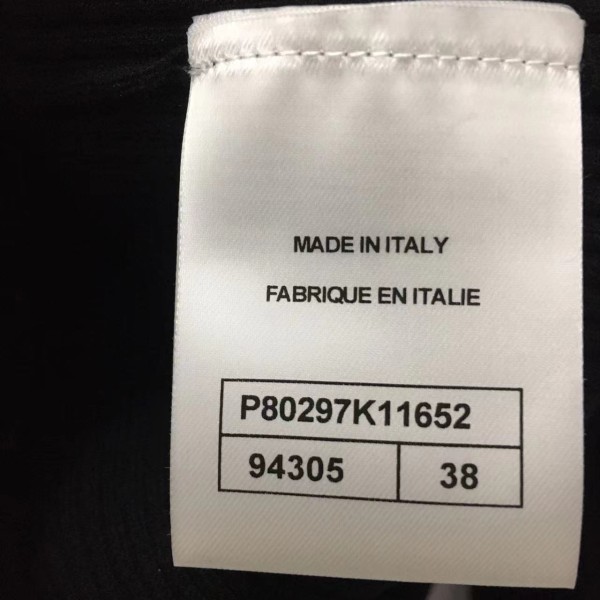 MADE IN ITALY
FABRIQUE EN ITALIE
P80297K11652
94305 38